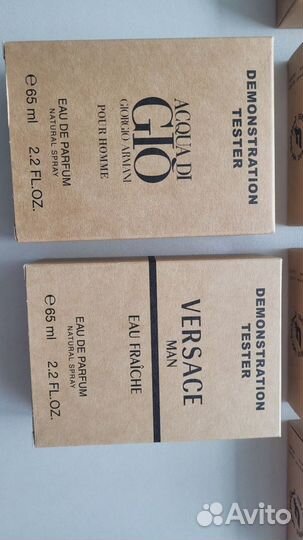 DEMONSTRATION
TESTER
ACQUA DI
GIO
GIORGIO ARMANI
POUR HOMME
EAU DE PARFUM
NATURAL SPRAY
℮65 ml 2.2 FL.OZ.
DEMONSTRATION
TESTER
VERSACE
MAN
EAU FRAÎCHE
EAU DE PARFUM
NATURAL SPRAY
℮65 ml 2.2 FL.OZ.
Avito